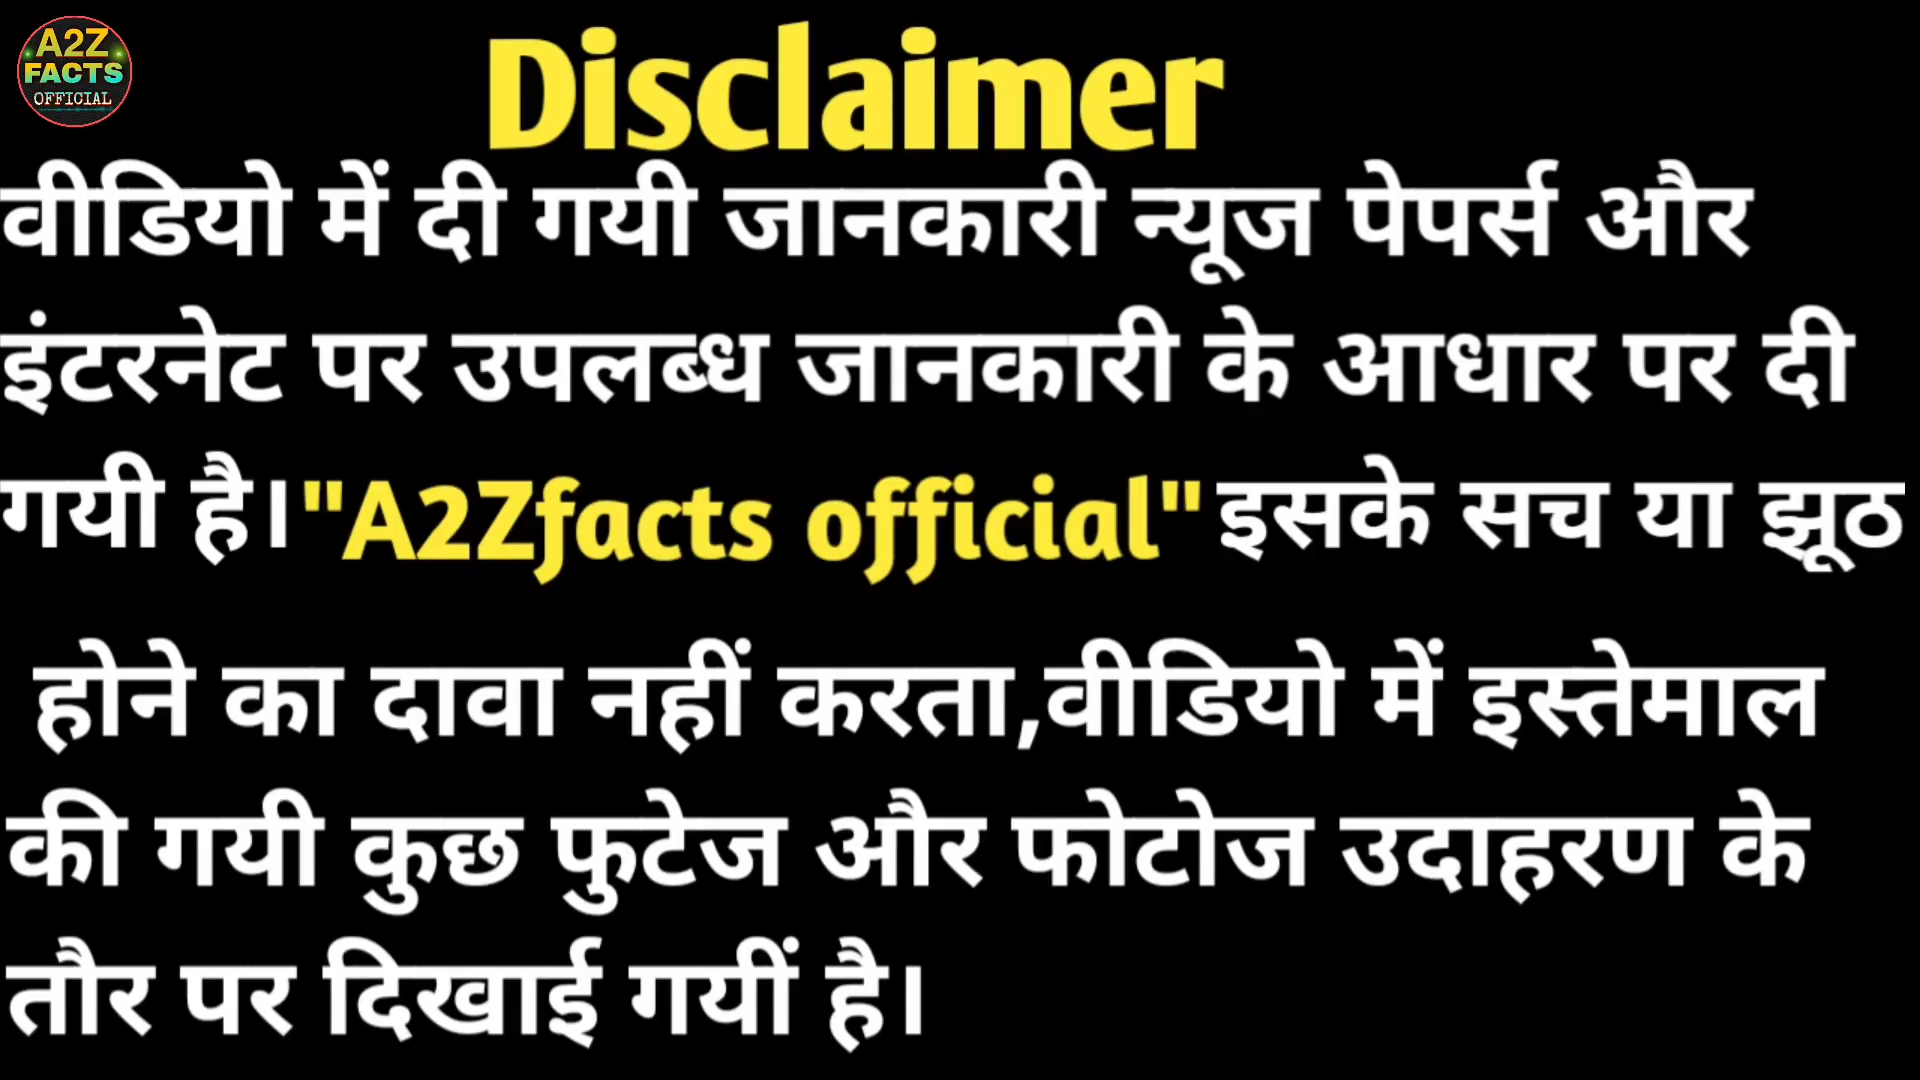 A2Z
FACTS
OFFICIAL
Disclaimer
वीडियो में दी गयी जानकारी न्यूज पेपर्स और
इंटरनेट पर उपलब्ध जानकारी के आधार पर दी
गयी है।"A2Zfacts official"इसके सच या झूठ
होने का दावा नहीं करता,वीडियो में इस्तेमाल
की गयी कुछ फुटेज और फोटोज उदाहरण के
तौर पर दिखाई गयीं है।